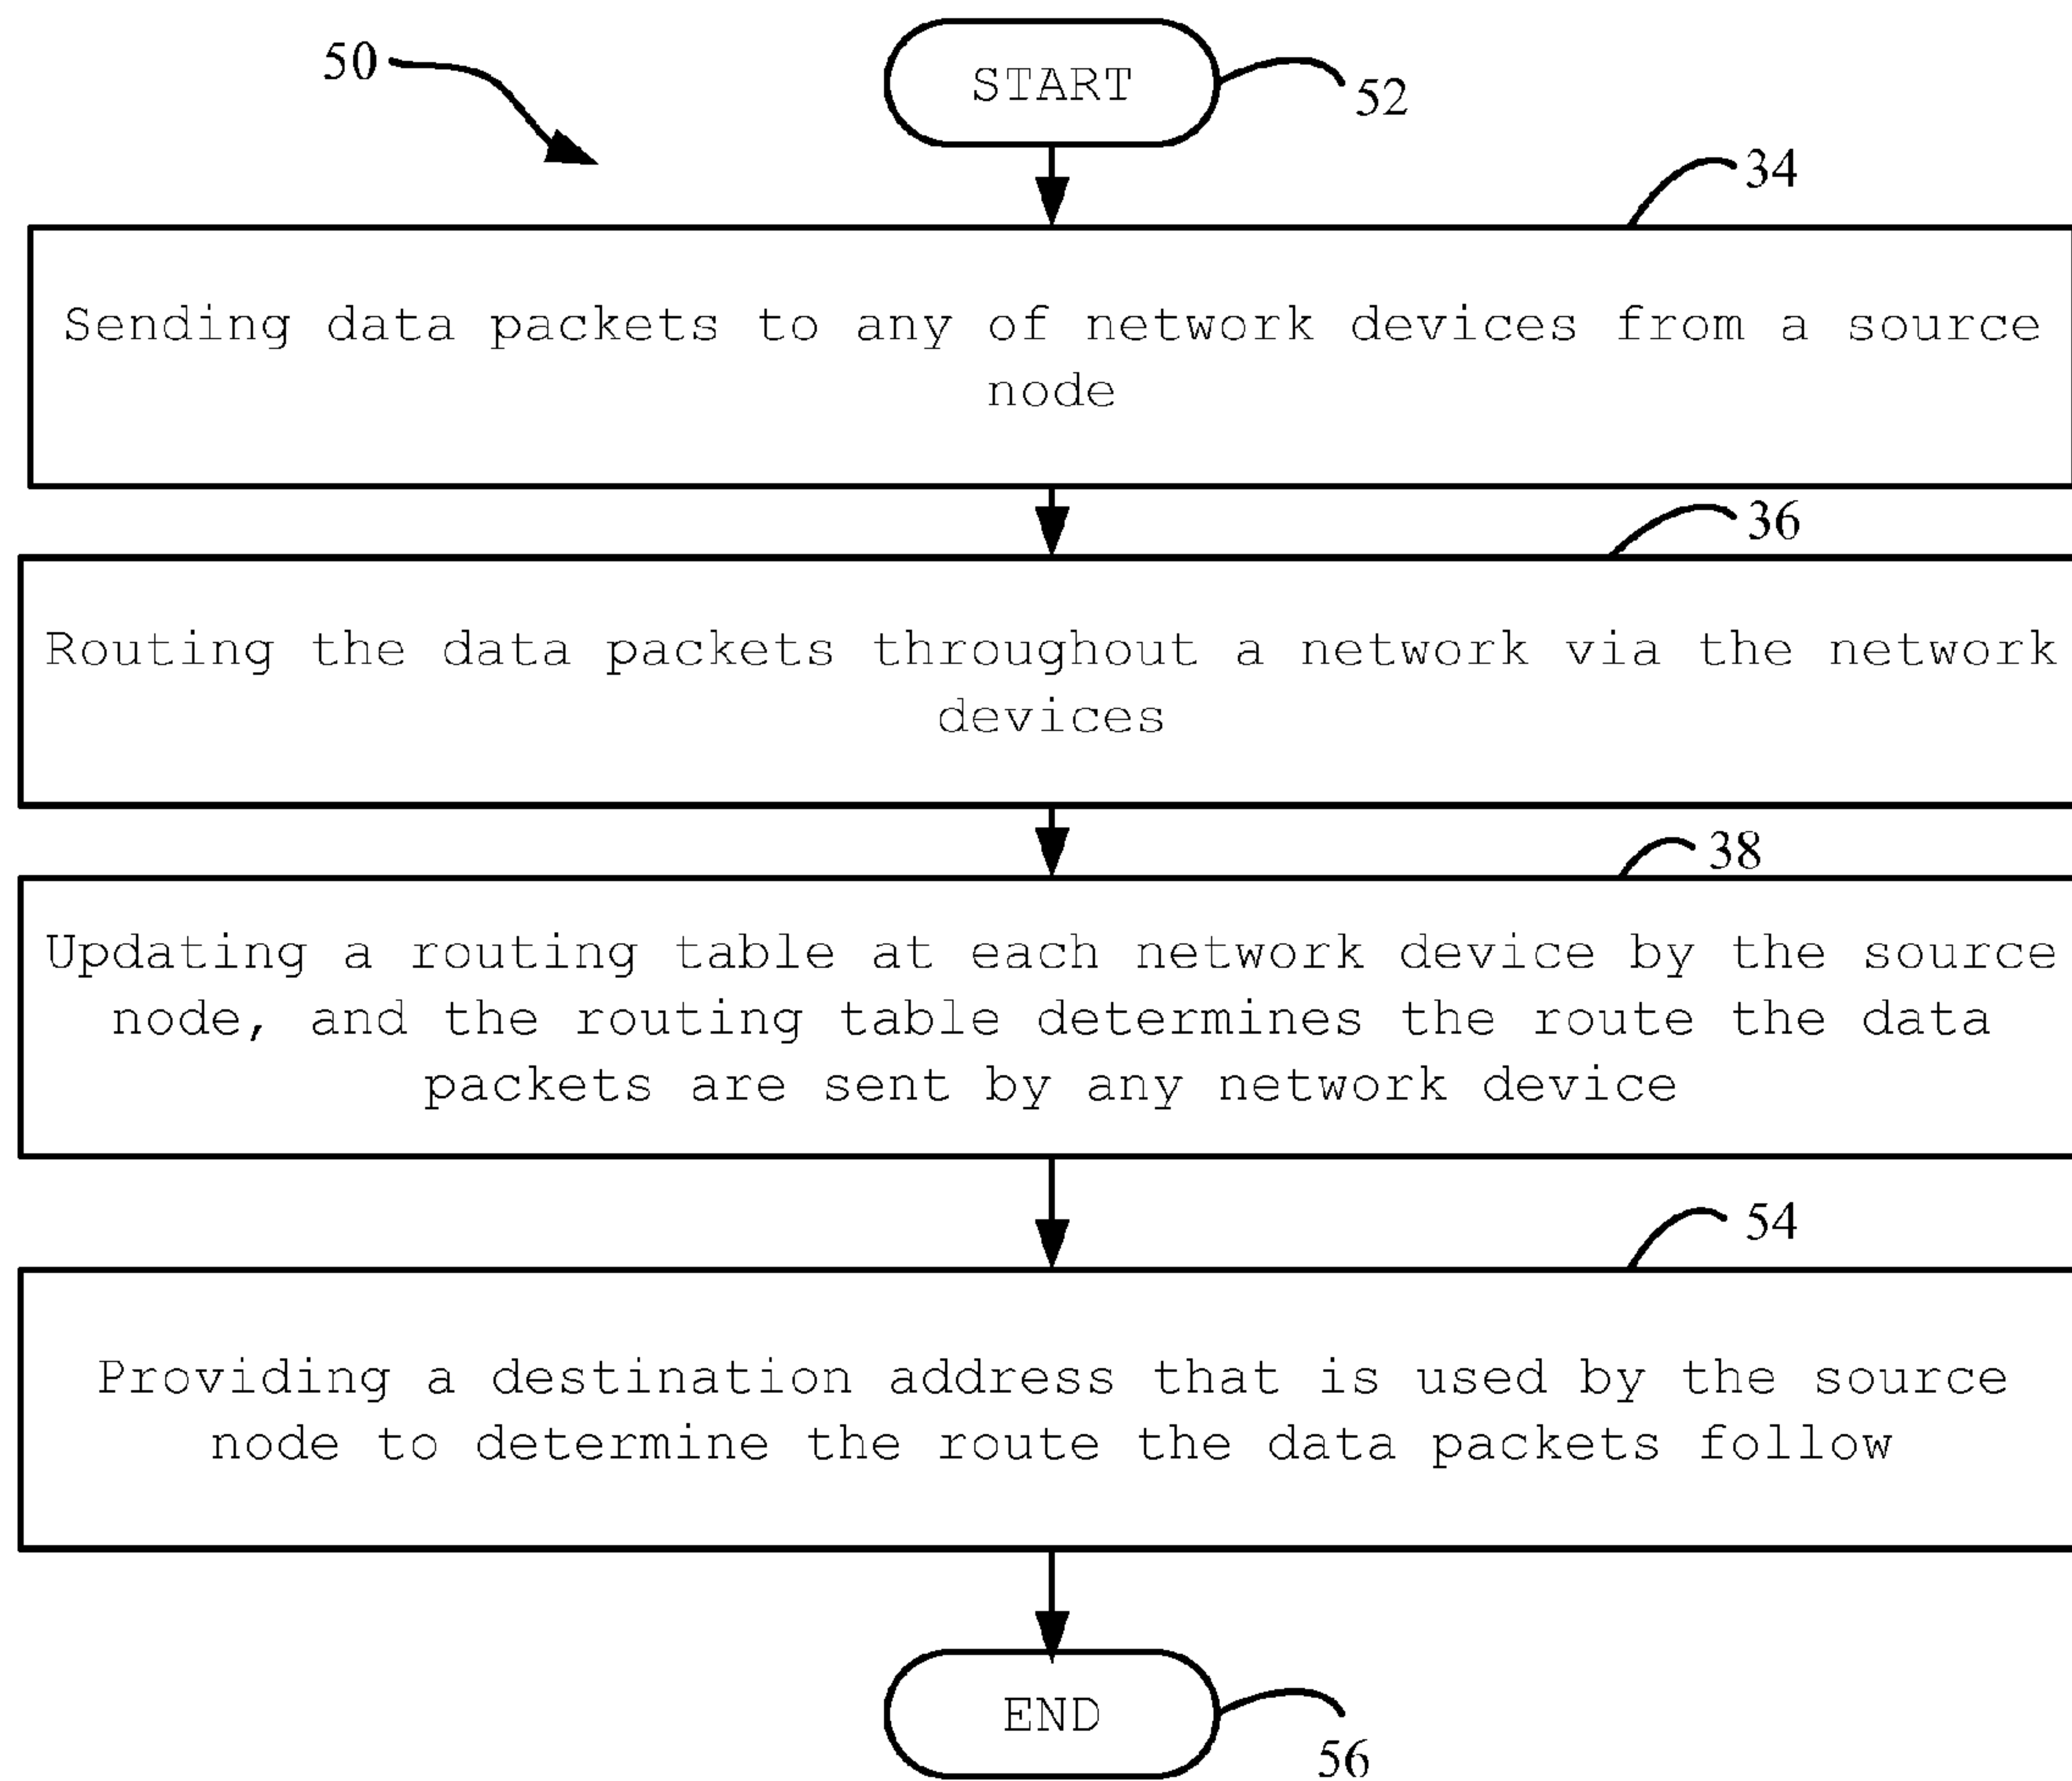 50
START
52
34
Sending data packets to any of network devices from a source
node
36
Routing the data packets throughout a network via the network
devices
38
Updating a routing table at each network device by the source
node, and the routing table determines the route the data
packets are sent by any network device
54
Providing a destination address that is used by the source
node to determine the route the data packets follow
END
56